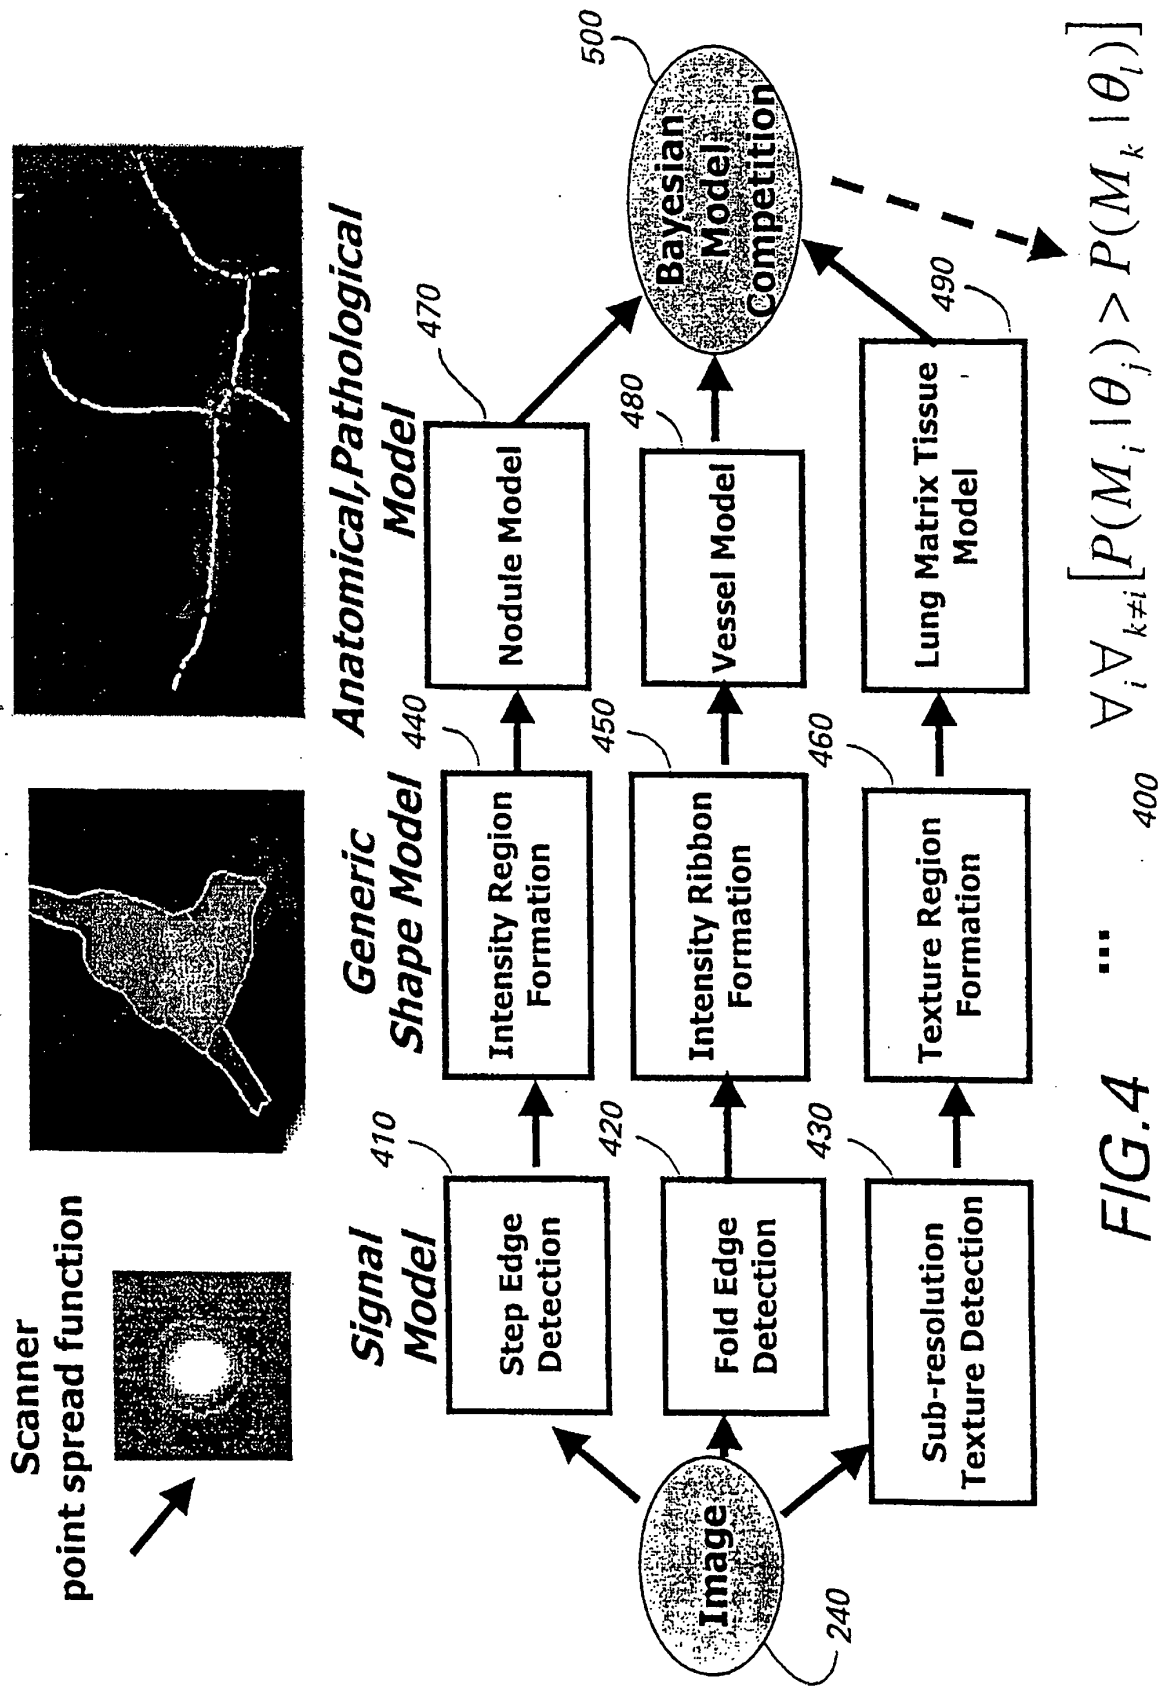 Scanner
point spread function
Signal
Model
Generic
Shape Model
Anatomical,Pathological
Model
410
Step Edge
Detection
440
Intensity Region
Formation
470
Nodule Model
240
Image
420
Fold Edge
Detection
450
Intensity Ribbon
Formation
480
Vessel Model
500
Bayesian
Model
Competition
430
Sub-resolution
Texture Detection
460
Texture Region
Formation
490
Lung Matrix Tissue
Model
...
∀i∀k≠i[P(Mi|θj)>P(Mk|θl)]
FIG.4
400